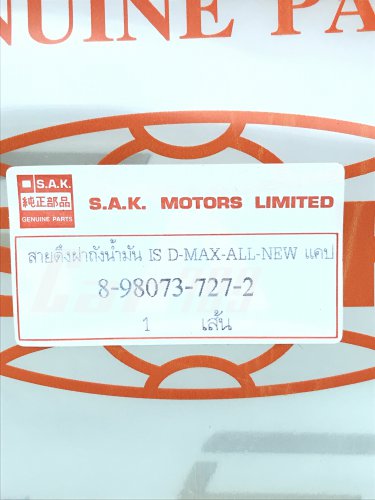 GENUINE PA
S.A.K.
純正部品
GENUINE PARTS
S.A.K. MOTORS LIMITED
สายดึงฝาถังน้ำมัน IS D-MAX-ALL-NEW แคป
8-98073-727-2
1 เส้น